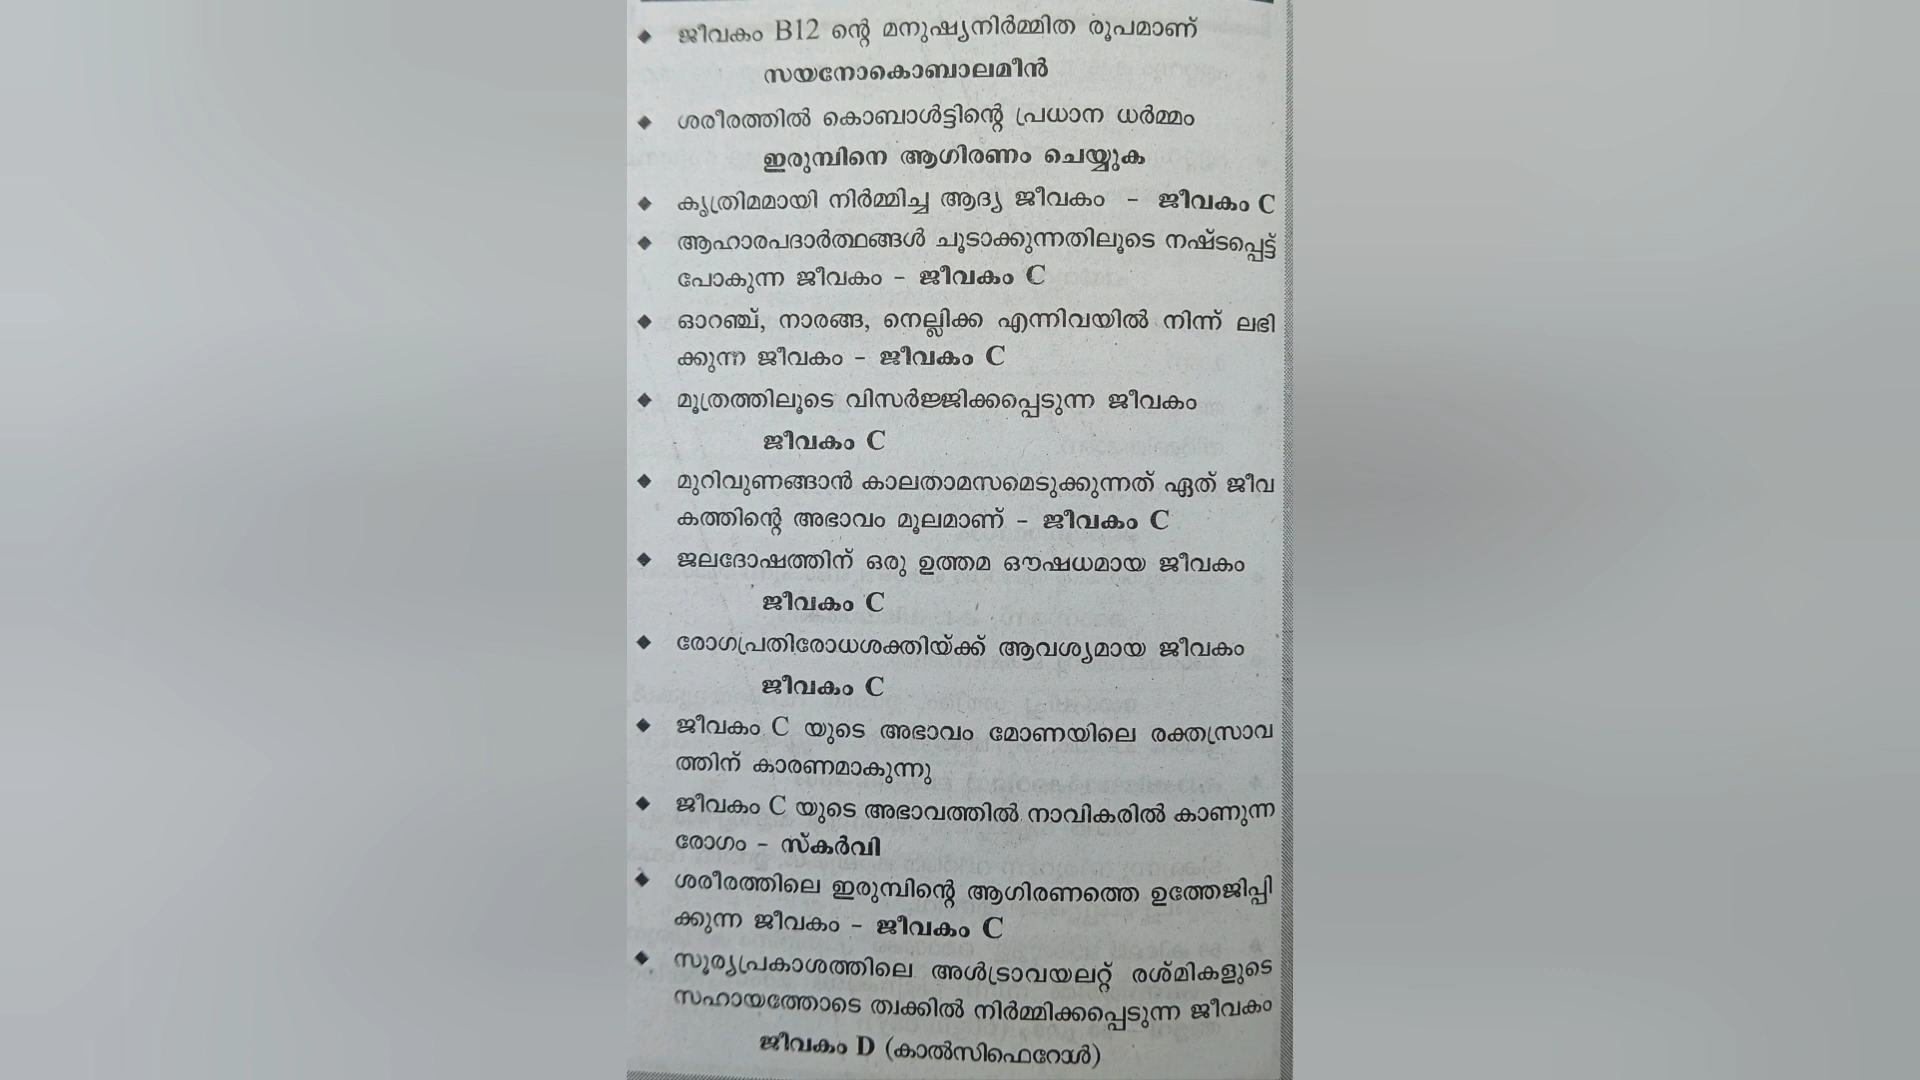 ജീവകം B12 ന്റെ മനുഷ്യനിർമ്മിത രൂപമാണ്
സയനോകൊബാലമീൻ
ശരീരത്തിൽ കൊബാൾട്ടിന്റെ പ്രധാന ധർമ്മം
ഇരുമ്പിനെ ആഗിരണം ചെയ്യുക
കൃത്രിമമായി നിർമ്മിച്ച ആദ്യ ജീവകം - ജീവകം C
ആഹാരപദാർത്ഥങ്ങൾ ചൂടാക്കുന്നതിലൂടെ നഷ്ടപ്പെട്ട്
പോകുന്ന ജീവകം - ജീവകം C
ഓറഞ്ച്, നാരങ്ങ, നെല്ലിക്ക എന്നിവയിൽ നിന്ന് ലഭി
ക്കുന്ന ജീവകം - ജീവകം C
മൂത്രത്തിലൂടെ വിസർജ്ജിക്കപ്പെടുന്ന ജീവകം
ജീവകം C
മുറിവുണങ്ങാൻ കാലതാമസമെടുക്കുന്നത് ഏത് ജീവ
കത്തിന്റെ അഭാവം മൂലമാണ് - ജീവകം C
ജലദോഷത്തിന് ഒരു ഉത്തമ ഔഷധമായ ജീവകം
ജീവകം C
രോഗപ്രതിരോധശക്തിയ്ക്ക് ആവശ്യമായ ജീവകം
ജീവകം C
ജീവകം C യുടെ അഭാവം മോണയിലെ രക്തസ്രാവ
ത്തിന് കാരണമാകുന്നു
ജീവകം C യുടെ അഭാവത്തിൽ നാവികരിൽ കാണുന്ന
രോഗം - സ്കർവി
ശരീരത്തിലെ ഇരുമ്പിന്റെ ആഗിരണത്തെ ഉത്തേജിപ്പി
ക്കുന്ന ജീവകം - ജീവകം C
സൂര്യപ്രകാശത്തിലെ അൾട്രാവയലറ്റ് രശ്മികളുടെ
സഹായത്തോടെ ത്വക്കിൽ നിർമ്മിക്കപ്പെടുന്ന ജീവകം
ജീവകം D (കാൽസിഫെറോൾ)